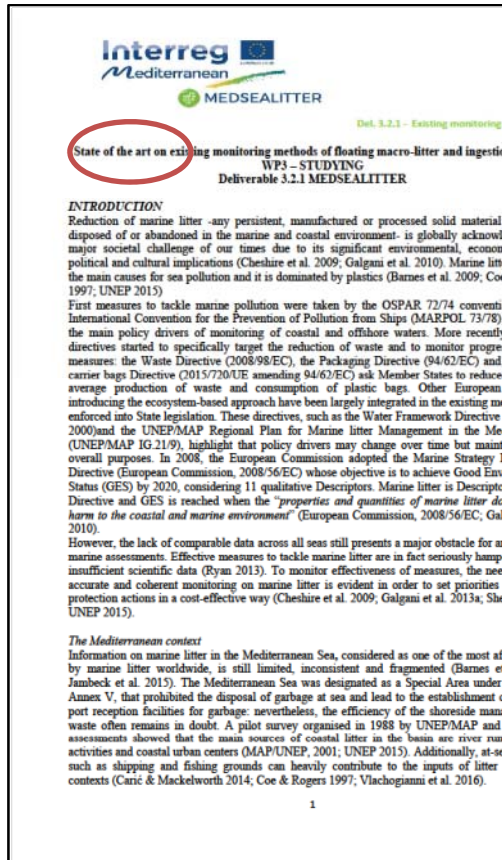 Interreg
Mediterranean
MEDSEALITTER
Del. 3.2.1 – Existing monitoring
State of the art on existing monitoring methods of floating macro-litter and ingestio
WP3 – STUDYING
Deliverable 3.2.1 MEDSEALITTER
INTRODUCTION
Reduction of marine litter -any persistent, manufactured or processed solid material
disposed of or abandoned in the marine and coastal environment- is globally acknowl
major societal challenge of our times due to its significant environmental, econom
political and cultural implications (Cheshire et al. 2009; Galgani et al. 2010). Marine litte
the main causes for sea pollution and it is dominated by plastics (Barnes et al. 2009; Coe
1997; UNEP 2015)
First measures to tackle marine pollution were taken by the OSPAR 72/74 conventi
International Convention for the Prevention of Pollution from Ships (MARPOL 73/78)
the main policy drivers of monitoring of coastal and offshore waters. More recently
directives started to specifically target the reduction of waste and to monitor progre
measures: the Waste Directive (2008/98/EC), the Packaging Directive (94/62/EC) and
carrier bags Directive (2015/720/UE amending 94/62/EC) ask Member States to reduce
average production of waste and consumption of plastic bags. Other European
introducing the ecosystem-based approach have been largely integrated in the existing me
enforced into State legislation. These directives, such as the Water Framework Directive
2000)and the UNEP/MAP Regional Plan for Marine litter Management in the Me
(UNEP/MAP IG.21/9), highlight that policy drivers may change over time but maint
overall purposes. In 2008, the European Commission adopted the Marine Strategy
Directive (European Commission, 2008/56/EC) whose objective is to achieve Good Env
Status (GES) by 2020, considering 11 qualitative Descriptors. Marine litter is Descripto
Directive and GES is reached when the "properties and quantities of marine litter do
harm to the coastal and marine environment" (European Commission, 2008/56/EC; Gal
2010).
However, the lack of comparable data across all seas still presents a major obstacle for a
marine assessments. Effective measures to tackle marine litter are in fact seriously hamp
insufficient scientific data (Ryan 2013). To monitor effectiveness of measures, the nee
accurate and coherent monitoring on marine litter is evident in order to set priorities
protection actions in a cost-effective way (Cheshire et al. 2009; Galgani et al. 2013a; She
UNEP 2015).
The Mediterranean context
Information on marine litter in the Mediterranean Sea, considered as one of the most af
by marine litter worldwide, is still limited, inconsistent and fragmented (Barnes et
Jambeck et al. 2015). The Mediterranean Sea was designated as a Special Area under
Annex V, that prohibited the disposal of garbage at sea and lead to the establishment o
port reception facilities for garbage: nevertheless, the efficiency of the shoreside mana
waste often remains in doubt. A pilot survey organised in 1988 by UNEP/MAP and
assessments showed that the main sources of coastal litter in the basin are river run
activities and coastal urban centers (MAP/UNEP, 2001; UNEP 2015). Additionally, at-se
such as shipping and fishing grounds can heavily contribute to the inputs of litter
contexts (Carić & Mackelworth 2014; Coe & Rogers 1997; Vlachogianni et al. 2016).
1